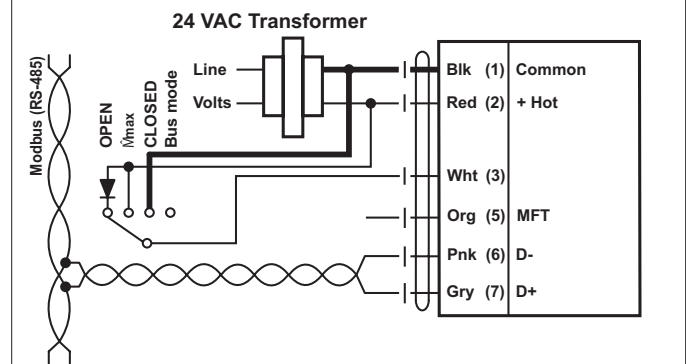 24 VAC Transformer
Line
Volts
Modbus (RS-485)
OPEN
V̇max
CLOSED
Bus mode
Blk (1) Common
Red (2) + Hot
Wht (3)
Org (5) MFT
Pnk (6) D-
Gry (7) D+